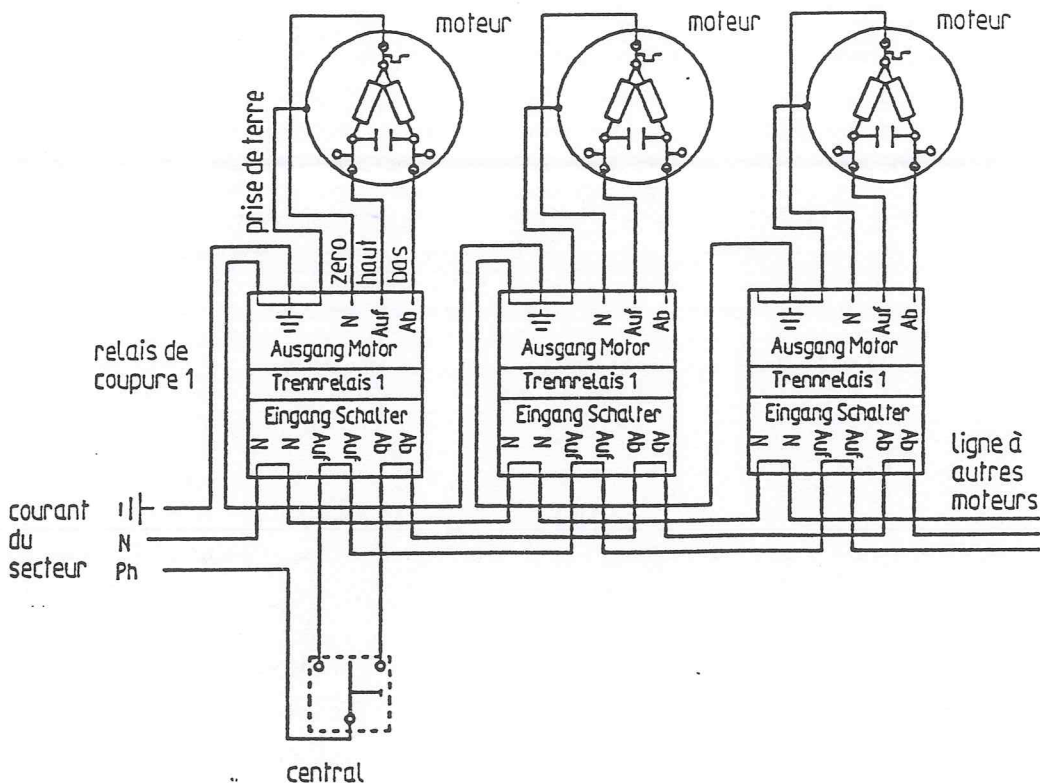 moteur
moteur
moteur
prise de terre
zero
haut
bas
N
Auf
Ab
N
Auf
Ab
N
Auf
Ab
relais de
coupure 1
Ausgang Motor
Trennrelais 1
Eingang Schalter
N
N
Auf
Auf
Ab
Ab
Ausgang Motor
Trennrelais 1
Eingang Schalter
N
N
Auf
Auf
Ab
Ab
Ausgang Motor
Trennrelais 1
Eingang Schalter
N
N
Auf
Auf
Ab
Ab
ligne à
autres
moteurs
courant
du
secteur
N
Ph
central